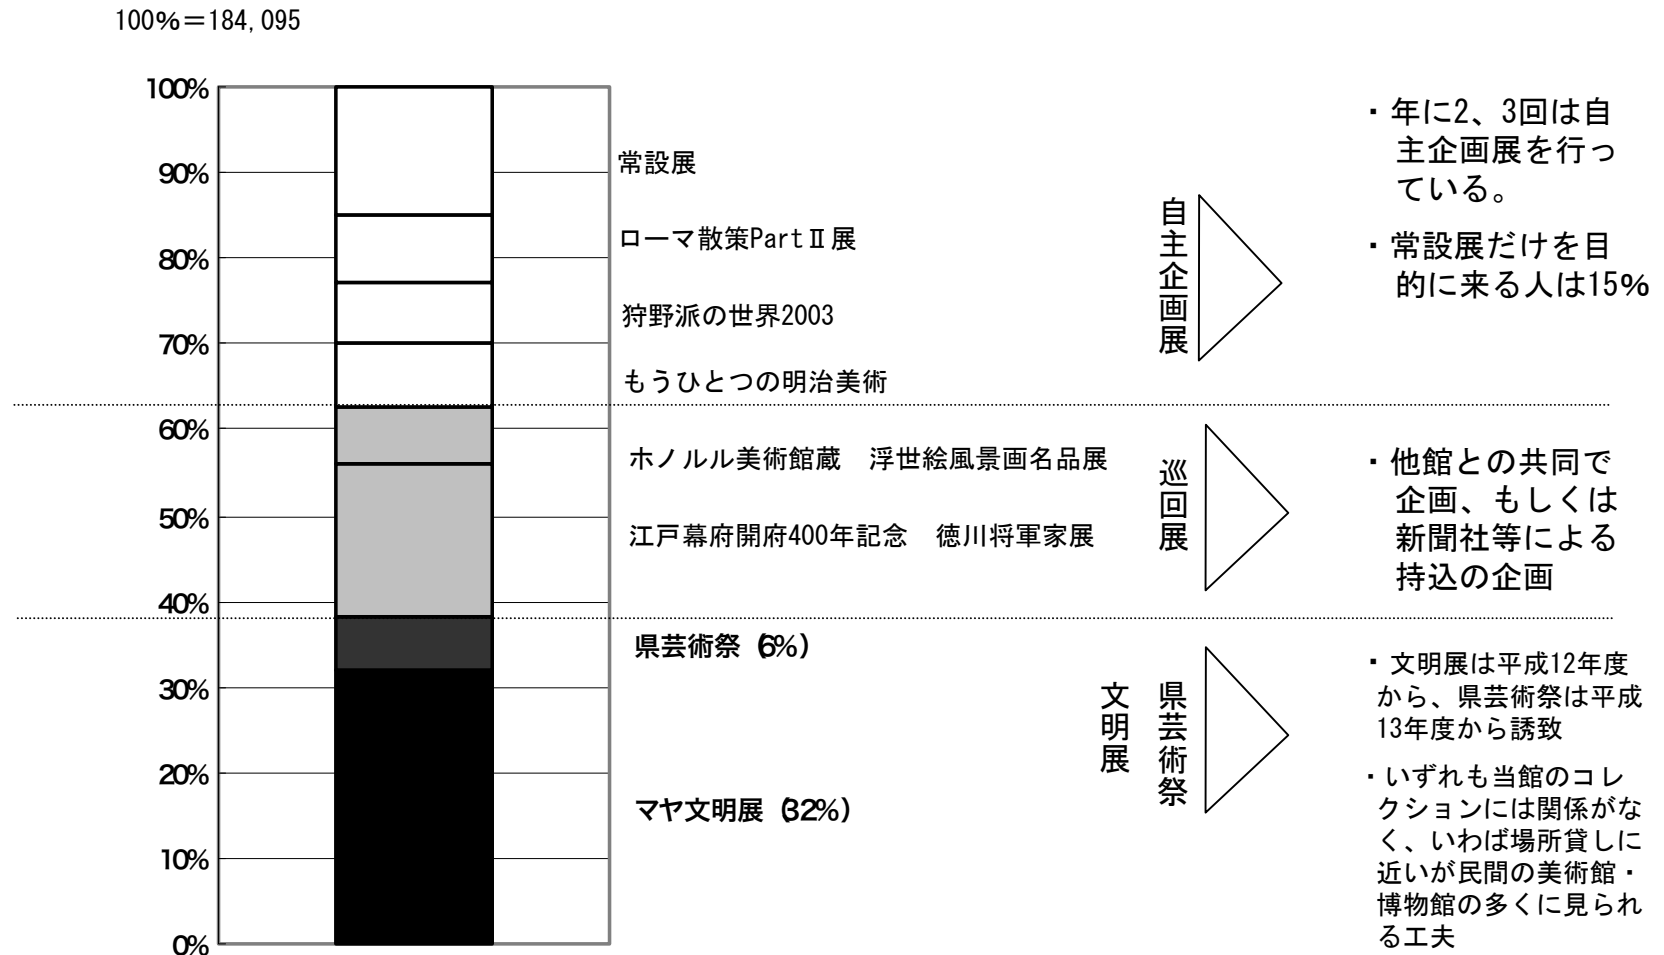 100%＝184,095
100%
90%
80%
70%
60%
50%
40%
30%
20%
10%
0%
常設展
ローマ散策PartⅡ展
狩野派の世界2003
もうひとつの明治美術
ホノルル美術館蔵　浮世絵風景画名品展
江戸幕府開府400年記念　徳川将軍家展
県芸術祭（6%）
マヤ文明展（32%）
自主企画展
巡回展
県芸術祭
文明展
・年に2、3回は自
主企画展を行っ
ている。
・常設展だけを目
的に来る人は15%
・他館との共同で
企画、もしくは
新聞社等による
持込の企画
・文明展は平成12年度
から、県芸術祭は平成
13年度から誘致
・いずれも当館のコレ
クションには関係がな
く、いわば場所貸しに
近いが民間の美術館・
博物館の多くに見られ
る工夫